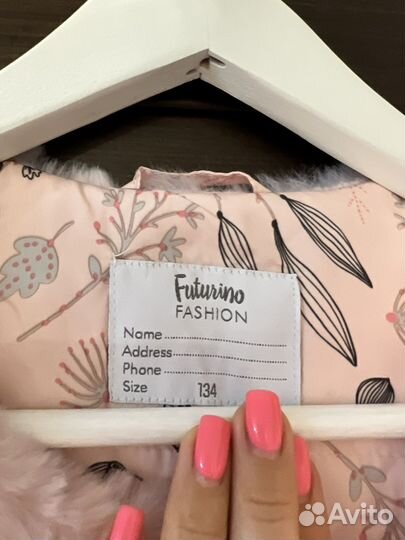 Futurino
FASHION
Name
Address
Phone
Size 134
Avito